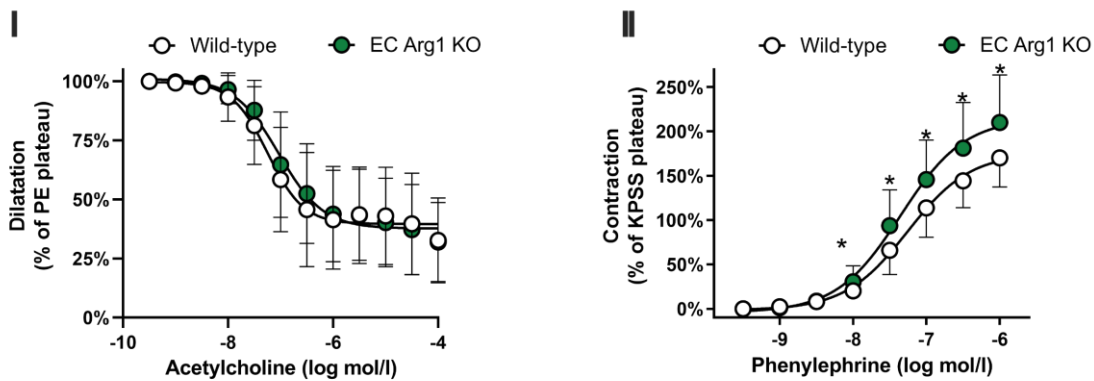 I
Wild-type EC Arg1 KO
100%
75%
50%
25%
0%
Dilatation
(% of PE plateau)
-10 -8 -6 -4
Acetylcholine (log mol/l)
II
Wild-type EC Arg1 KO
250%
200%
150%
100%
50%
0%
Contraction
(% of KPSS plateau)
* * * * *
-9 -8 -7 -6
Phenylephrine (log mol/l)